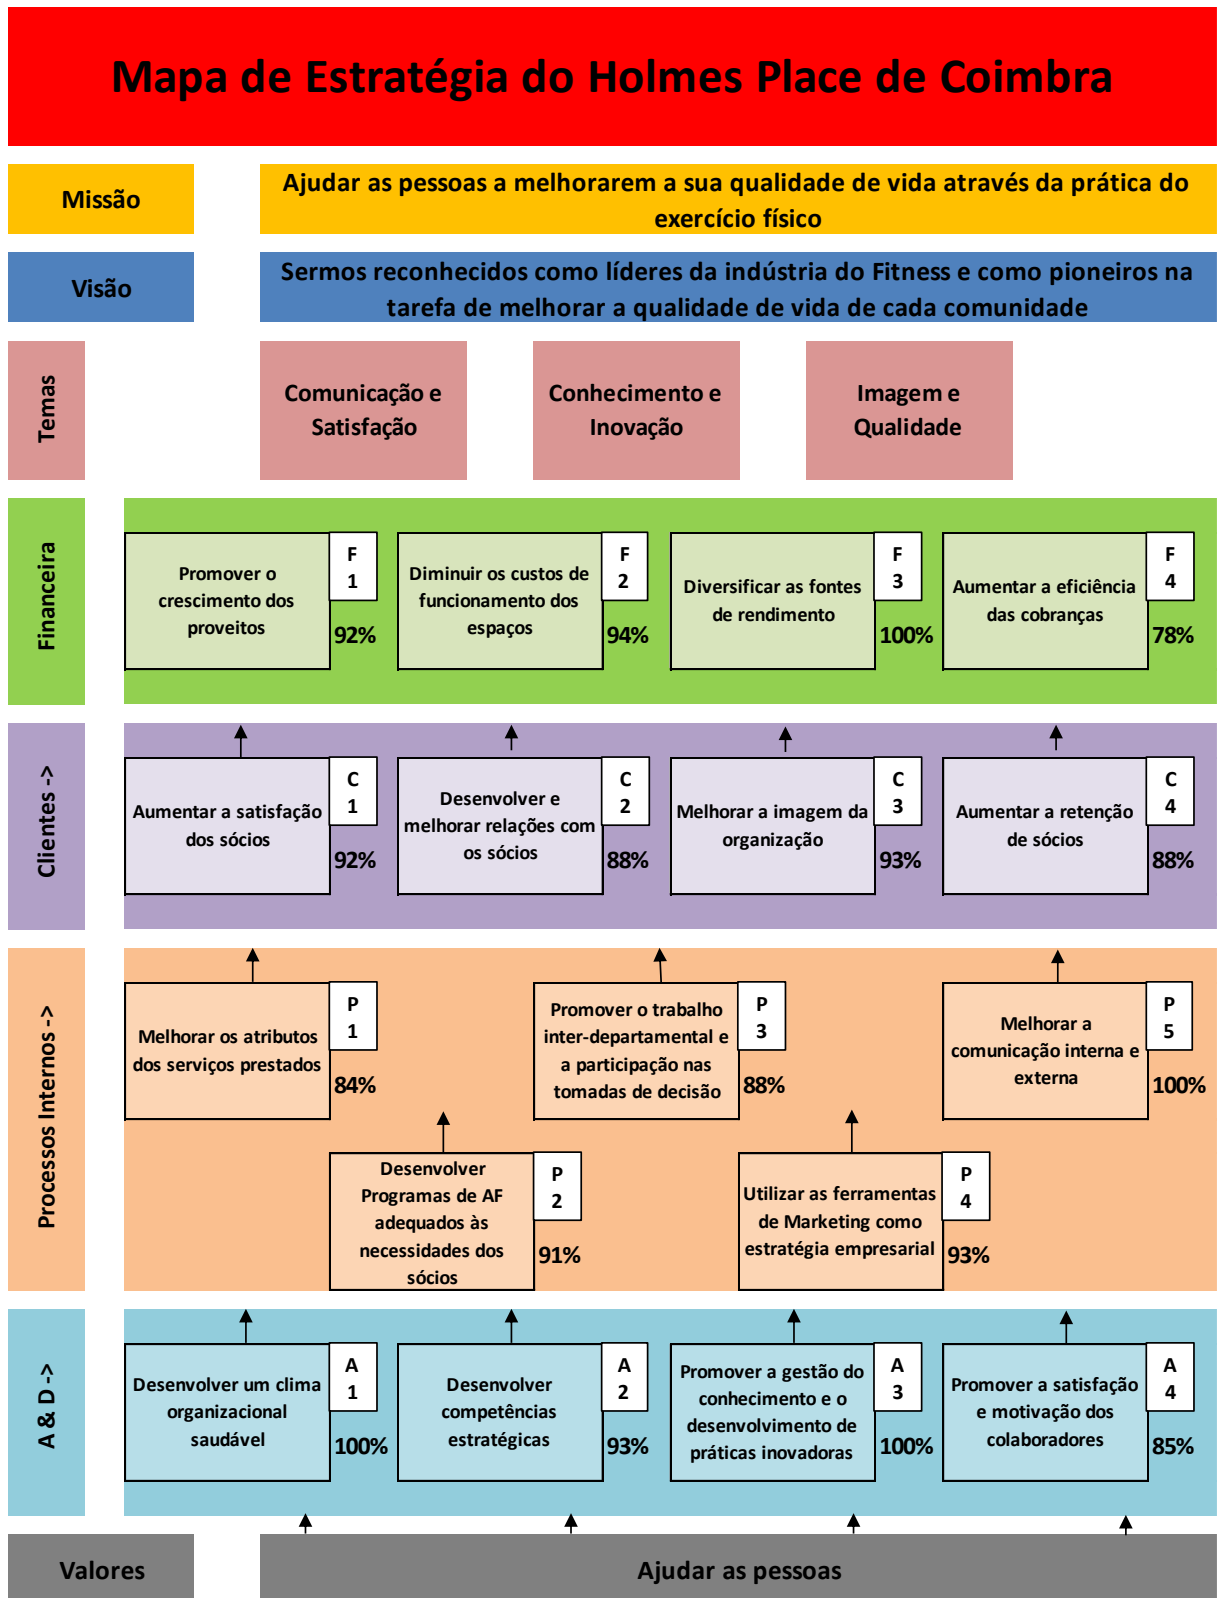 Mapa de Estratégia do Holmes Place de Coimbra
Missão
Ajudar as pessoas a melhorarem a sua qualidade de vida através da prática do
exercício físico
Visão
Sermos reconhecidos como líderes da indústria do Fitness e como pioneiros na
tarefa de melhorar a qualidade de vida de cada comunidade
Temas
Comunicação e
Satisfação
Conhecimento e
Inovação
Imagem e
Qualidade
Financeira
Promover o
crescimento dos
proveitos
F
1
92%
Diminuir os custos de
funcionamento dos
espaços
F
2
94%
Diversificar as fontes
de rendimento
F
3
100%
Aumentar a eficiência
das cobranças
F
4
78%
Clientes ->
Aumentar a satisfação
dos sócios
C
1
92%
Desenvolver e
melhorar relações com
os sócios
C
2
88%
Melhorar a imagem da
organização
C
3
93%
Aumentar a retenção
de sócios
C
4
88%
Processos Internos ->
Melhorar os atributos
dos serviços prestados
P
1
84%
Promover o trabalho
inter-departamental e
a participação nas
tomadas de decisão
P
3
88%
Melhorar a
comunicação interna e
externa
P
5
100%
Desenvolver
Programas de AF
adequados às
necessidades dos
sócios
P
2
91%
Utilizar as ferramentas
de Marketing como
estratégia empresarial
P
4
93%
A & D ->
Desenvolver um clima
organizacional
saudável
A
1
100%
Desenvolver
competências
estratégicas
A
2
93%
Promover a gestão do
conhecimento e o
desenvolvimento de
práticas inovadoras
A
3
100%
Promover a satisfação
e motivação dos
colaboradores
A
4
85%
Valores
Ajudar as pessoas